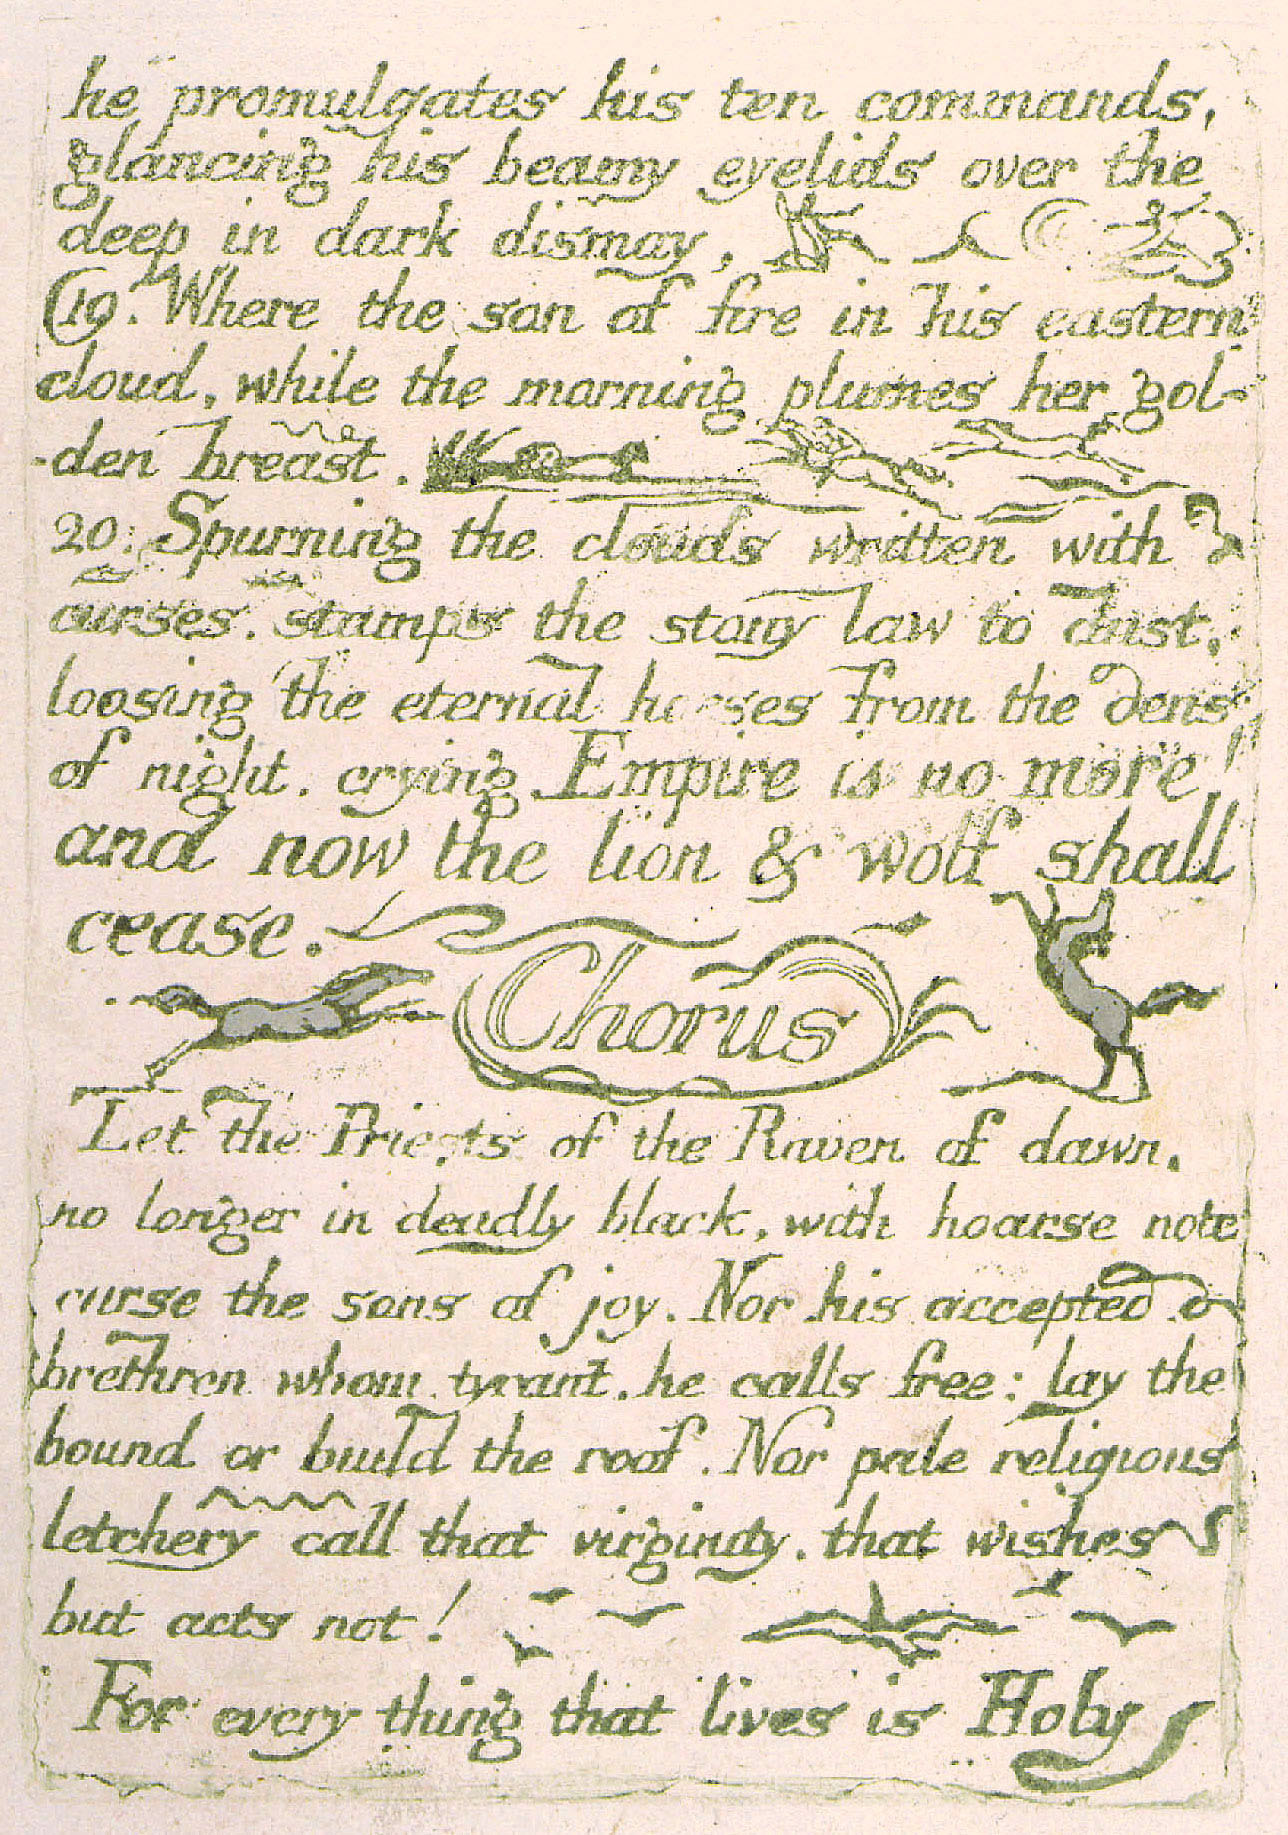 he promulgates his ten commands,
glancing his beamy eyelids over the
deep in dark dismay,
19. Where the son of fire in his eastern
cloud, while the morning plumes her gol-
-den breast.
20. Spurning the clouds written with
curses. stamps the stony law to dust,
loosing the eternal horses from the dens
of night. crying Empire is no more!
and now the lion & wolf shall
cease.
Chorus
Let the Priests of the Raven of dawn,
no longer in deadly black, with hoarse note
curse the sons of joy. Nor his accepted
brethren whom, tyrant, he calls free: lay the
bound or build the roof. Nor pale religious
letchery call that virginity. that wishes
but acts not!
For every thing that lives is Holy